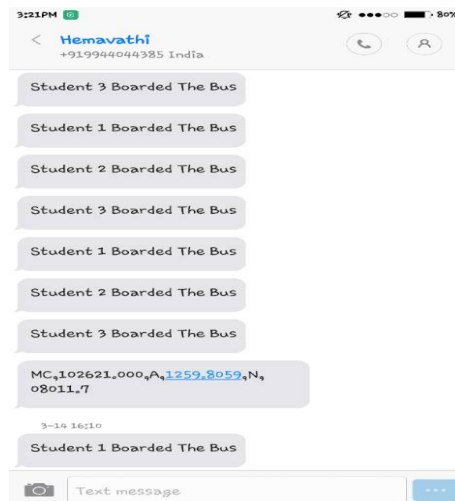 3:21PM
80%
Hemavathi
+919944044385 India
Student 3 Boarded The Bus
Student 1 Boarded The Bus
Student 2 Boarded The Bus
Student 3 Boarded The Bus
Student 1 Boarded The Bus
Student 2 Boarded The Bus
Student 3 Boarded The Bus
MC,102621.000,A,1259.8059,N,
08011.7
3-14 16:10
Student 1 Boarded The Bus
Text message